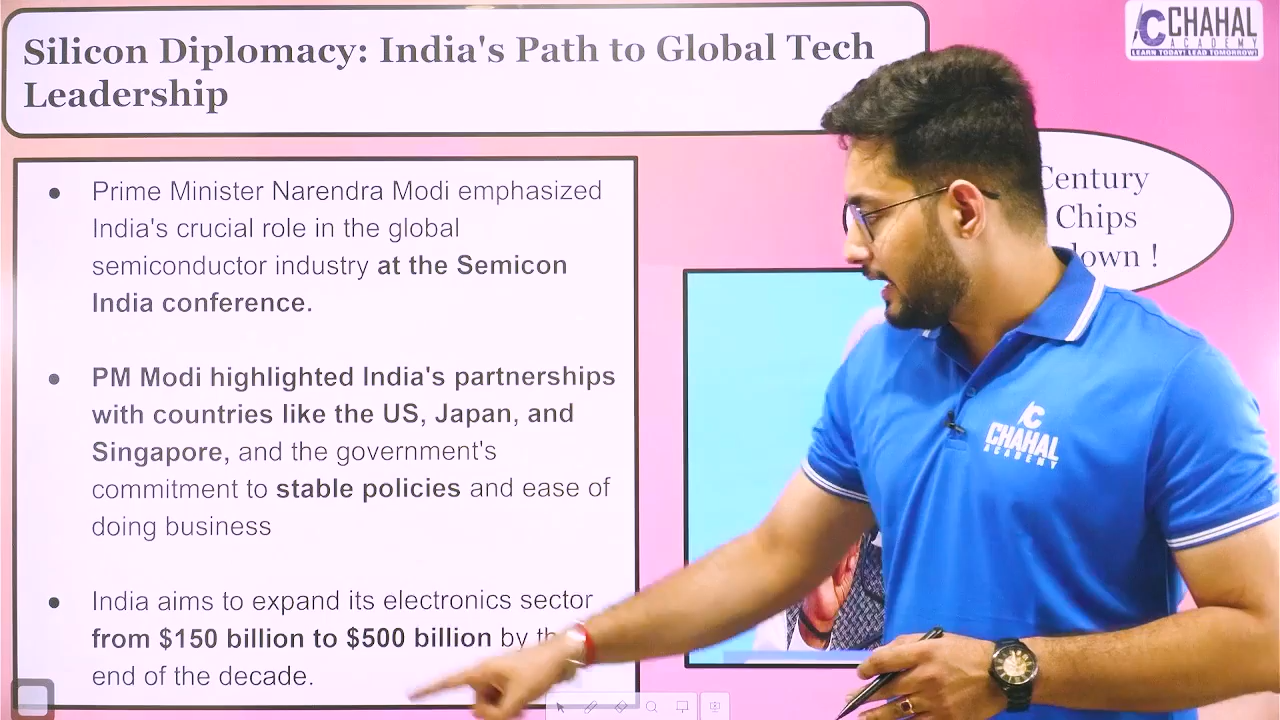 Silicon Diplomacy: India's Path to Global Tech
Leadership
CCHAHAL
ACADEMY
LEARN TODAY! LEAD TOMORROW!
Century
Chips
● Prime Minister Narendra Modi emphasized
India's crucial role in the global
semiconductor industry at the Semicon
India conference.
● PM Modi highlighted India's partnerships
with countries like the US, Japan, and
Singapore, and the government's
commitment to stable policies and ease of
doing business
● India aims to expand its electronics sector
from $150 billion to $500 billion by
end of the decade.
CHAHAL
ACADEMY